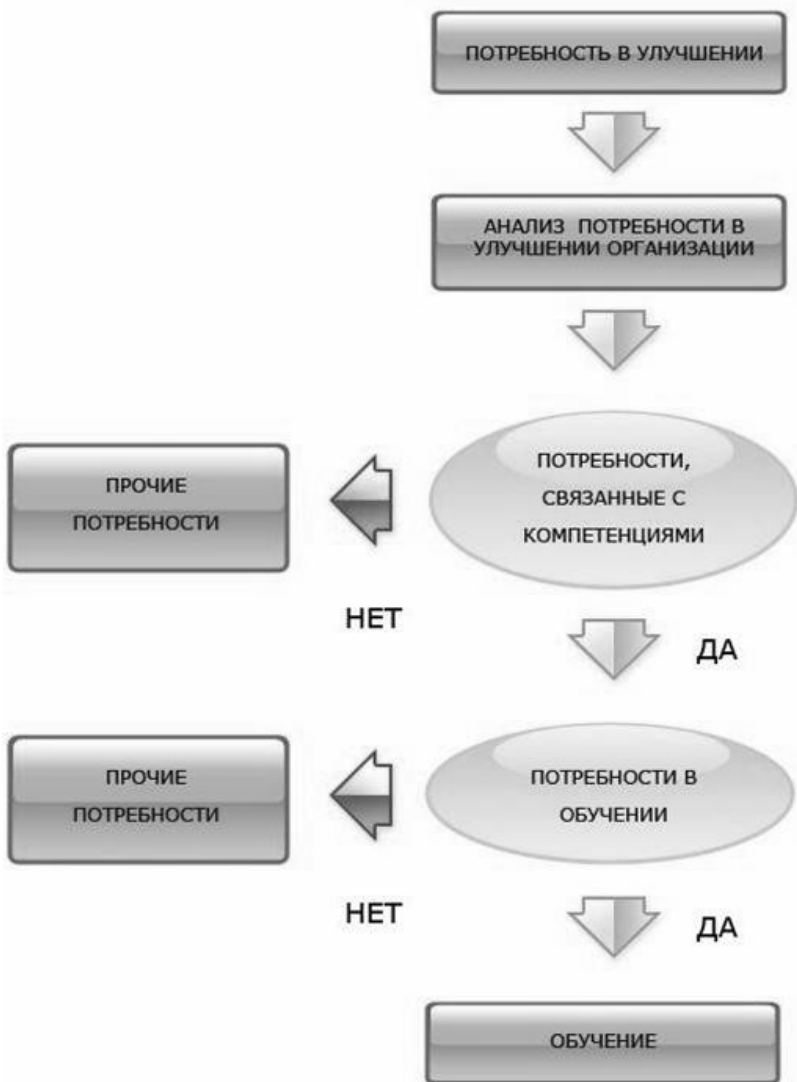 ПОТРЕБНОСТЬ В УЛУЧШЕНИИ
АНАЛИЗ ПОТРЕБНОСТИ В
УЛУЧШЕНИИ ОРГАНИЗАЦИИ
ПОТРЕБНОСТИ,
СВЯЗАННЫЕ С
КОМПЕТЕНЦИЯМИ
ПРОЧИЕ
ПОТРЕБНОСТИ
НЕТ
ДА
ПОТРЕБНОСТИ В
ОБУЧЕНИИ
ПРОЧИЕ
ПОТРЕБНОСТИ
НЕТ
ДА
ОБУЧЕНИЕ